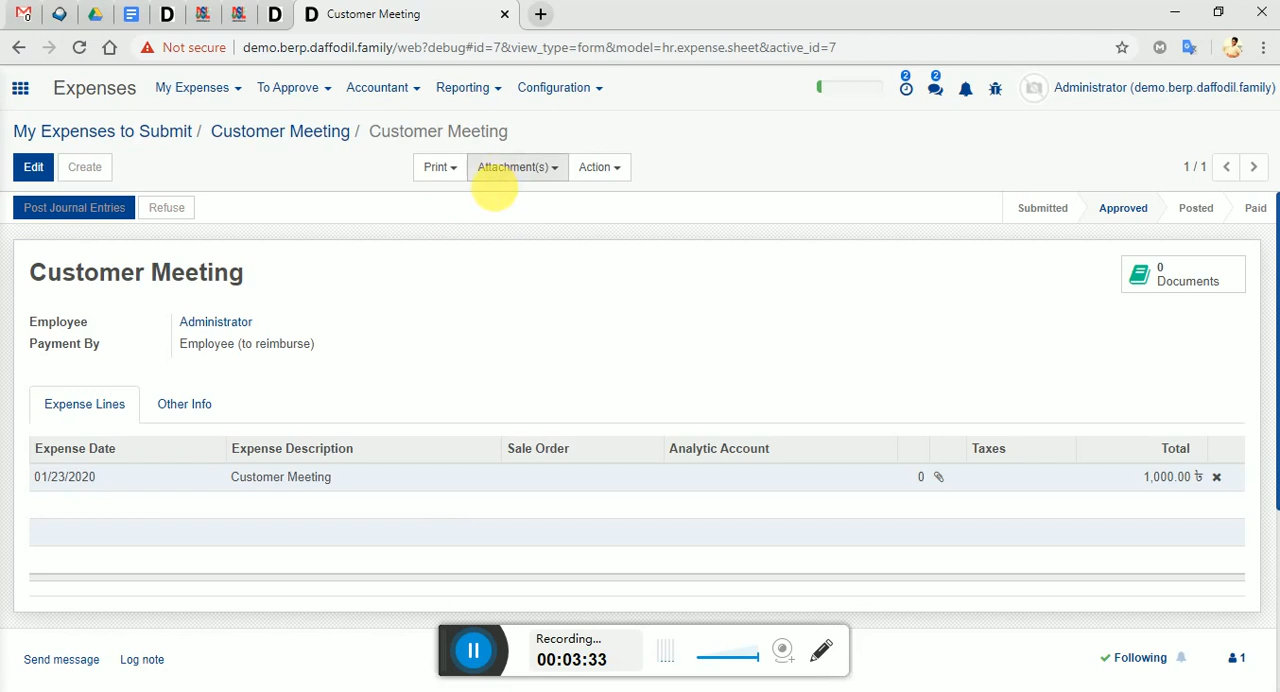 Customer Meeting
Not secure
demo.berp.daffodil.family/web?debug#id=7&view_type=form&model=hr.expense.sheet&active_id=7
Expenses My Expenses To Approve Accountant Reporting Configuration 2 2 Administrator (demo.berp.daffodil.family)
My Expenses to Submit / Customer Meeting / Customer Meeting
Edit Create Print Attachment(s) Action 1 / 1
Post Journal Entries Refuse Submitted Approved Posted Paid
Customer Meeting
0
Documents
Employee Administrator
Payment By Employee (to reimburse)
Expense Lines Other Info
Expense Date Expense Description Sale Order Analytic Account Taxes Total
01/23/2020 Customer Meeting 0 1,000.00 ৳
Recording...
00:03:33
Send message Log note Following 1